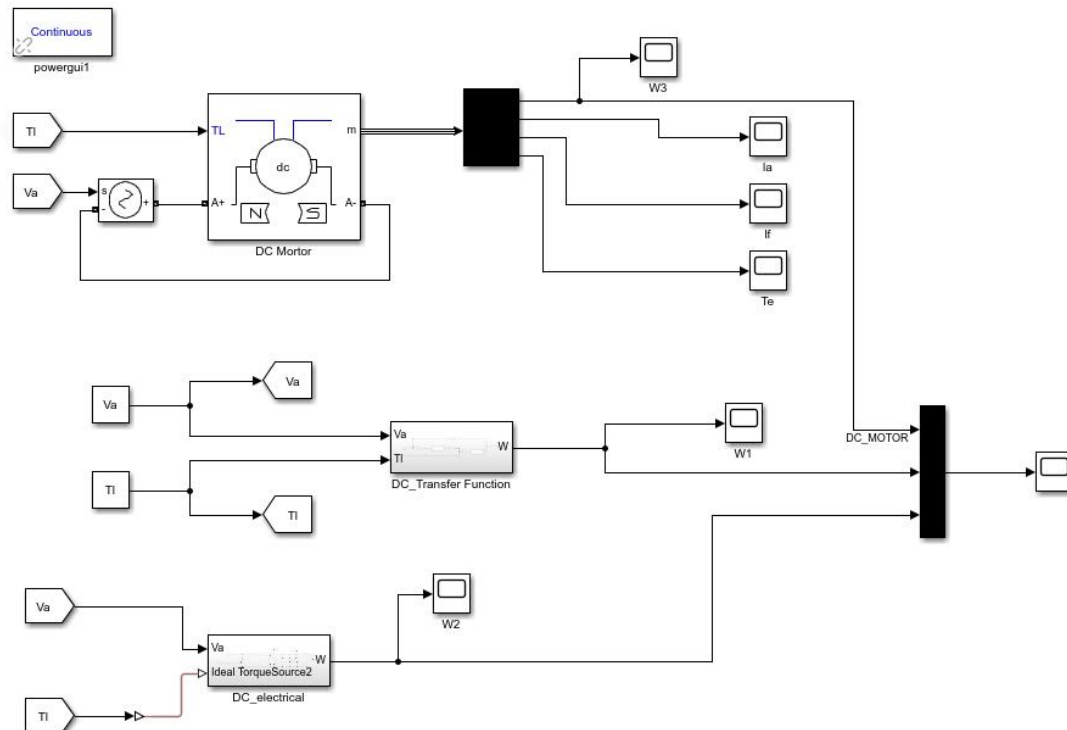 Continuous
powergui1
W3
Tl
TL
m
Ia
dc
Va
s
-
+
A+
A-
N
S
DC Mortor
If
Te
Va
Va
Va
W
W1
DC_MOTOR
Tl
Tl
DC_Transfer Function
Tl
Va
W2
Va
W
Ideal TorqueSource2
DC_electrical
Tl